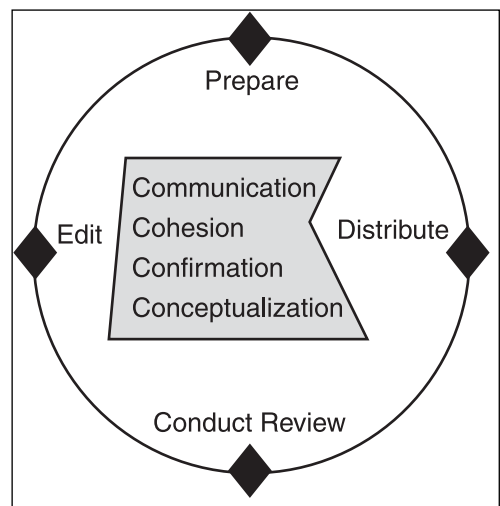 Prepare
Communication
Edit
Cohesion
Distribute
Confirmation
Conceptualization
Conduct Review